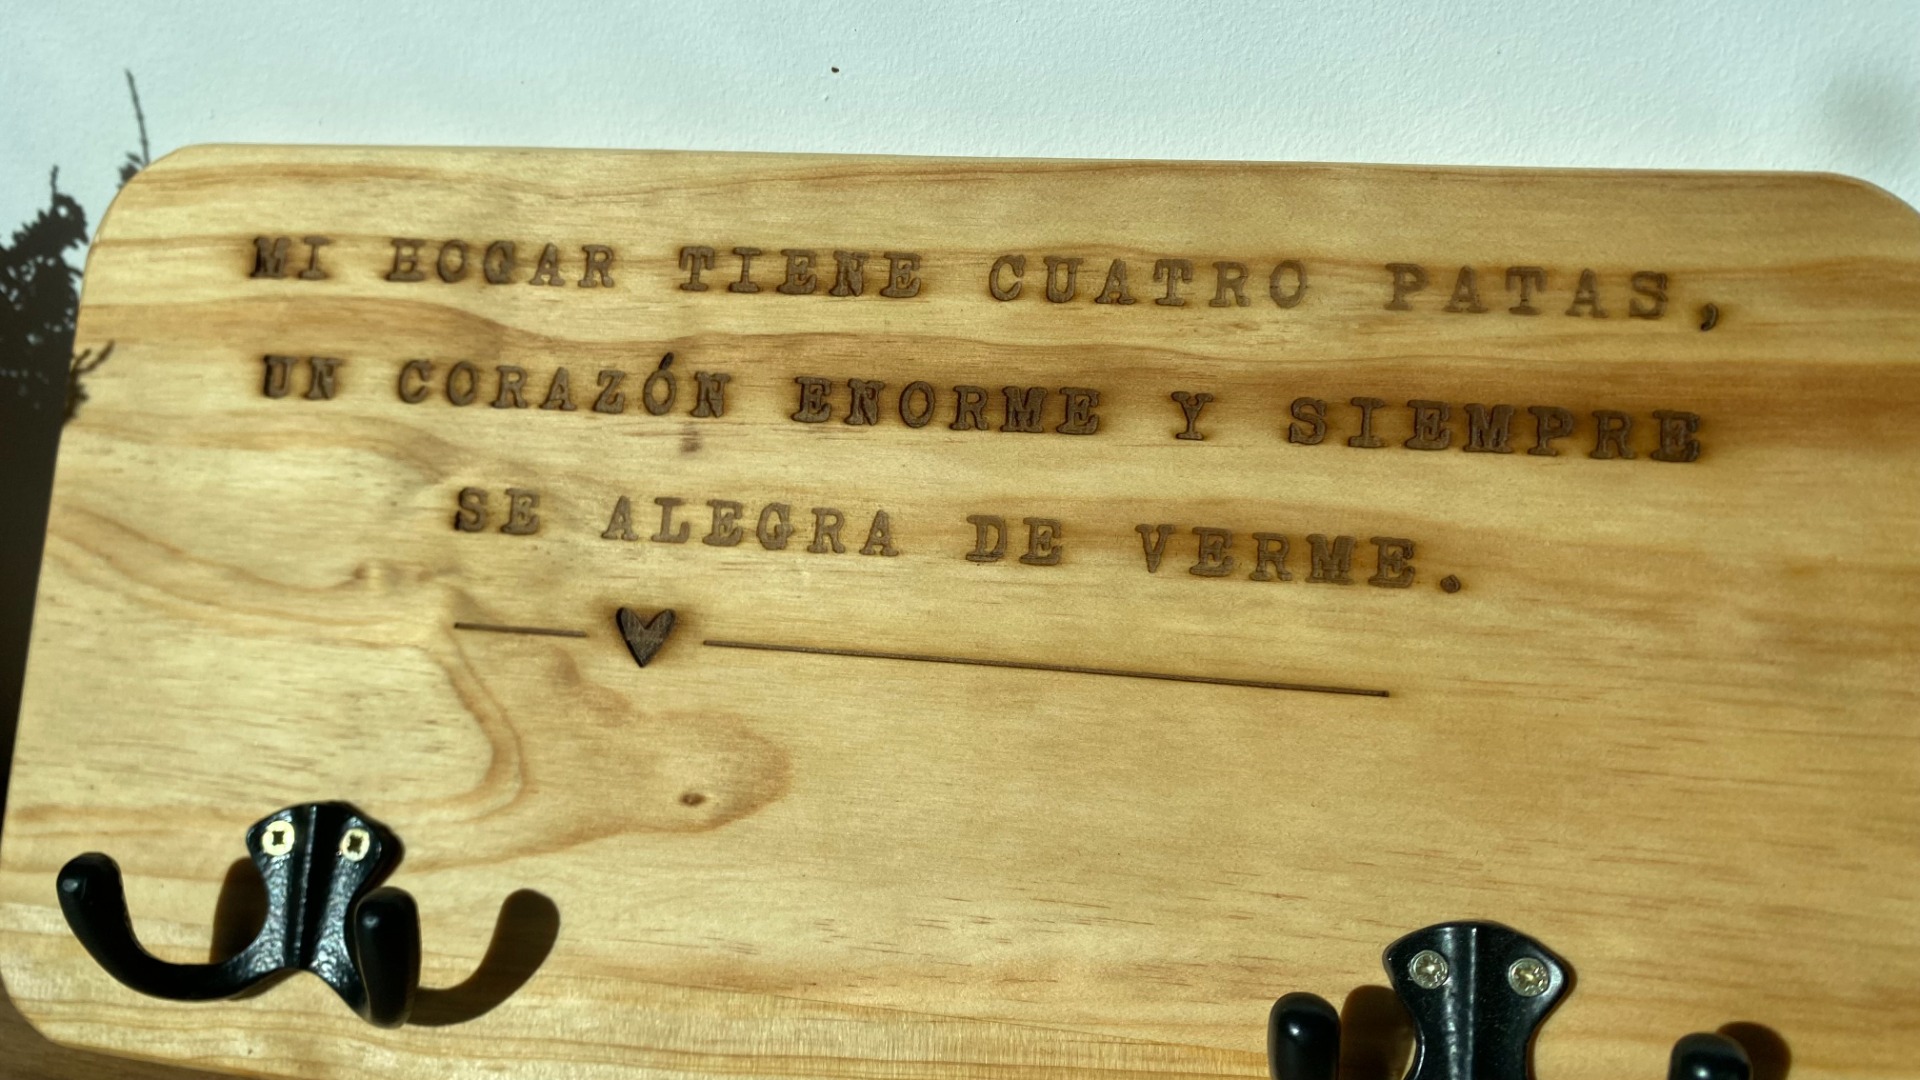 MI HOGAR TIENE CUATRO PATAS,
UN CORAZÓN ENORME Y SIEMPRE
SE ALEGRA DE VERME.